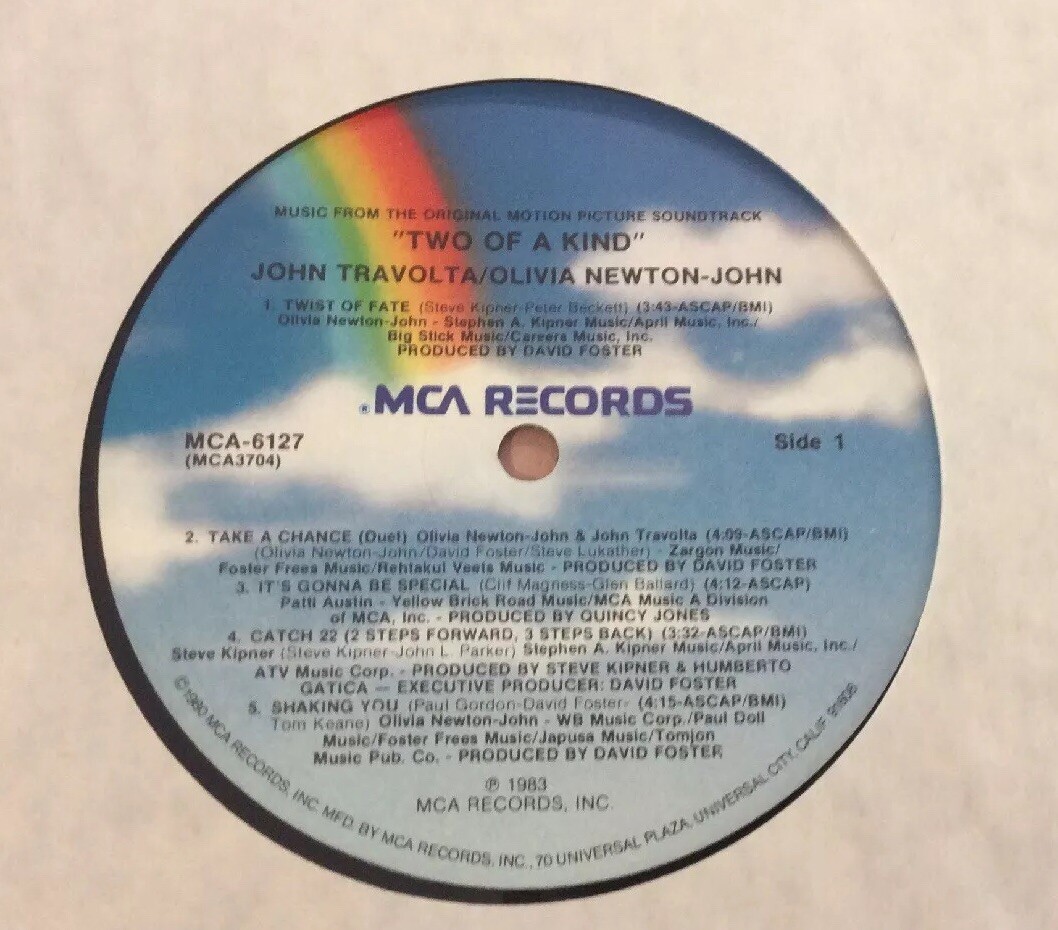 MUSIC FROM THE ORIGINAL MOTION PICTURE SOUNDTRACK
"TWO OF A KIND"
JOHN TRAVOLTA/OLIVIA NEWTON-JOHN
1. TWIST OF FATE (Steve Kipner-Peter Beckett) (3:43-ASCAP/BMI)
Olivia Newton-John - Stephen A. Kipner Music/April Music, Inc./
Big Stick Music/Careers Music, Inc.
PRODUCED BY DAVID FOSTER
® MCA RECORDS
MCA-6127
(MCA3704)
Side 1
2. TAKE A CHANCE (Duet) Olivia Newton-John & John Travolta (4:09-ASCAP/BMI)
(Olivia Newton-John/David Foster/Steve Lukather) - Zargon Music/
Foster Frees Music/Rehtakul Veets Music - PRODUCED BY DAVID FOSTER
3. IT'S GONNA BE SPECIAL (Clif Magness-Glen Ballard) (4:12-ASCAP)
Patti Austin - Yellow Brick Road Music/MCA Music A Division
of MCA, Inc. - PRODUCED BY QUINCY JONES
4. CATCH 22 (2 STEPS FORWARD, 3 STEPS BACK) (3:32-ASCAP/BMI)
Steve Kipner (Steve Kipner-John L. Parker) Stephen A. Kipner Music/April Music, Inc./
ATV Music Corp. - PRODUCED BY STEVE KIPNER & HUMBERTO
GATICA — EXECUTIVE PRODUCER: DAVID FOSTER
5. SHAKING YOU (Paul Gordon-David Foster- (4:15-ASCAP/BMI)
Tom Keane) Olivia Newton-John - WB Music Corp./Paul Doll
Music/Foster Frees Music/Japusa Music/Tomjon
Music Pub. Co. - PRODUCED BY DAVID FOSTER
℗ 1983
MCA RECORDS, INC.
©1980 MCA RECORDS, INC. MFD. BY MCA RECORDS, INC., 70 UNIVERSAL PLAZA, UNIVERSAL CITY, CALIF. 91608